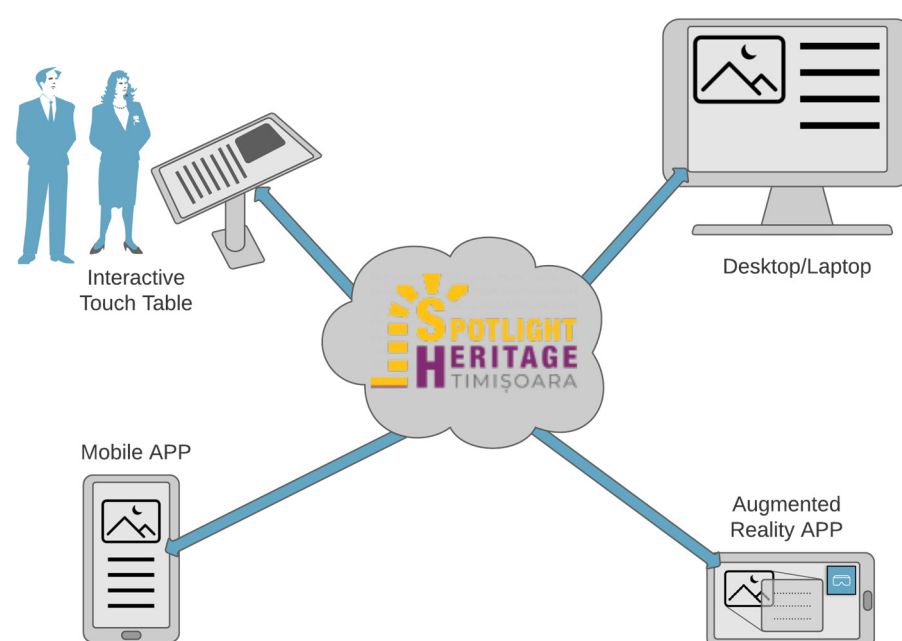 Interactive
Touch Table
Desktop/Laptop
SPOTLIGHT
HERITAGE
TIMIȘOARA
Mobile APP
Augmented
Reality APP